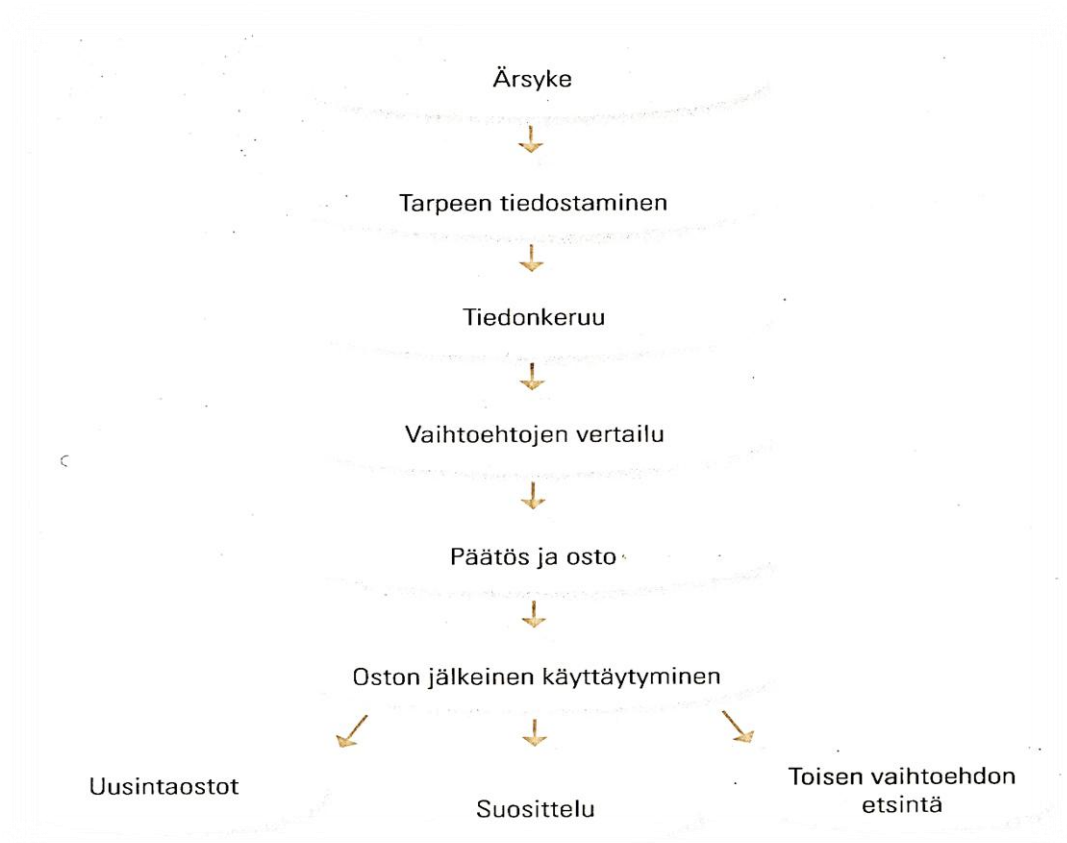 Ärsyke
Tarpeen tiedostaminen
Tiedonkeruu
Vaihtoehtojen vertailu
Päätös ja osto
Oston jälkeinen käyttäytyminen
Uusintaostot
Suosittelu
Toisen vaihtoehdon
etsintä